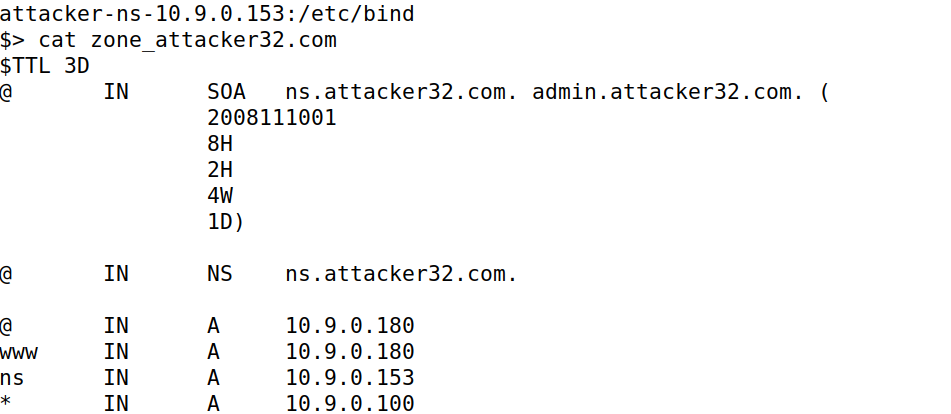 attacker-ns-10.9.0.153:/etc/bind
$> cat zone_attacker32.com
$TTL 3D
@       IN      SOA   ns.attacker32.com. admin.attacker32.com. (
                2008111001
                8H
                2H
                4W
                1D)

@       IN      NS    ns.attacker32.com.

@       IN      A     10.9.0.180
www     IN      A     10.9.0.180
ns      IN      A     10.9.0.153
*       IN      A     10.9.0.100